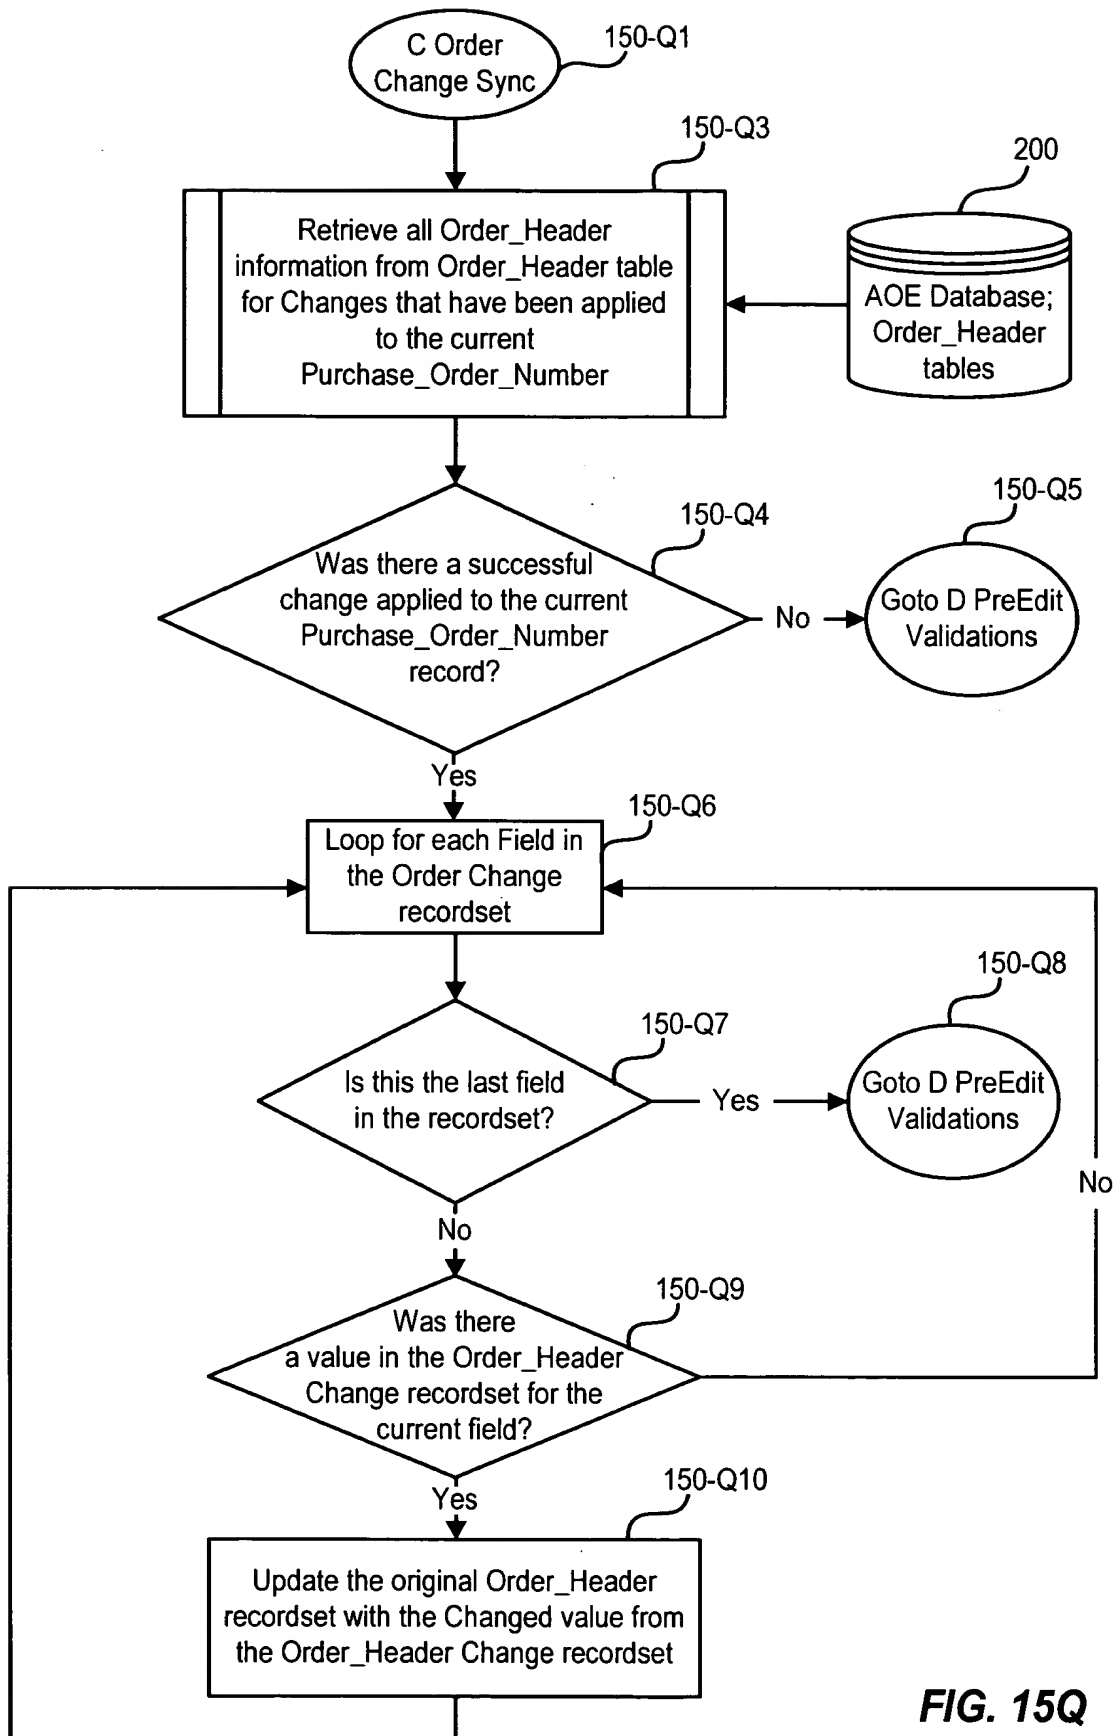 C Order
Change Sync
150-Q1
150-Q3
Retrieve all Order_Header
information from Order_Header table
for Changes that have been applied
to the current
Purchase_Order_Number
200
AOE Database;
Order_Header
tables
150-Q4
Was there a successful
change applied to the current
Purchase_Order_Number
record?
No
150-Q5
Goto D PreEdit
Validations
Yes
150-Q6
Loop for each Field in
the Order Change
recordset
150-Q7
Is this the last field
in the recordset?
Yes
150-Q8
Goto D PreEdit
Validations
No
No
150-Q9
Was there
a value in the Order_Header
Change recordset for the
current field?
Yes
150-Q10
Update the original Order_Header
recordset with the Changed value from
the Order_Header Change recordset
FIG. 15Q